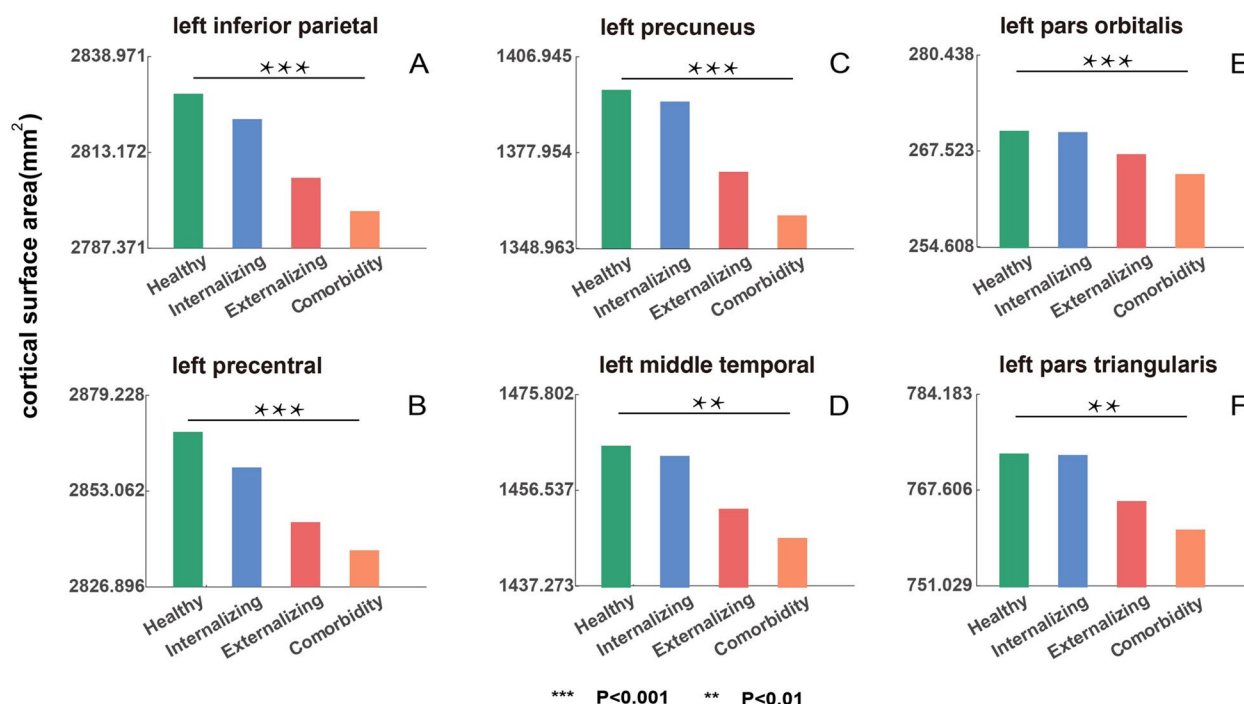 cortical surface area(mm²)
left inferior parietal
A
★★★
2838.971
2813.172
2787.371
Healthy
Internalizing
Externalizing
Comorbidity
left precuneus
C
★★★
1406.945
1377.954
1348.963
Healthy
Internalizing
Externalizing
Comorbidity
left pars orbitalis
E
★★★
280.438
267.523
254.608
Healthy
Internalizing
Externalizing
Comorbidity
left precentral
B
★★★
2879.228
2853.062
2826.896
Healthy
Internalizing
Externalizing
Comorbidity
left middle temporal
D
★★
1475.802
1456.537
1437.273
Healthy
Internalizing
Externalizing
Comorbidity
left pars triangularis
F
★★
784.183
767.606
751.029
Healthy
Internalizing
Externalizing
Comorbidity
*** P<0.001 ** P<0.01